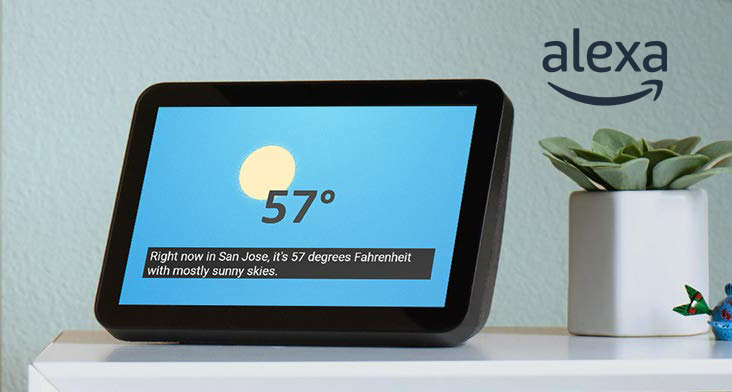 alexa
57°
Right now in San Jose, it's 57 degrees Fahrenheit
with mostly sunny skies.